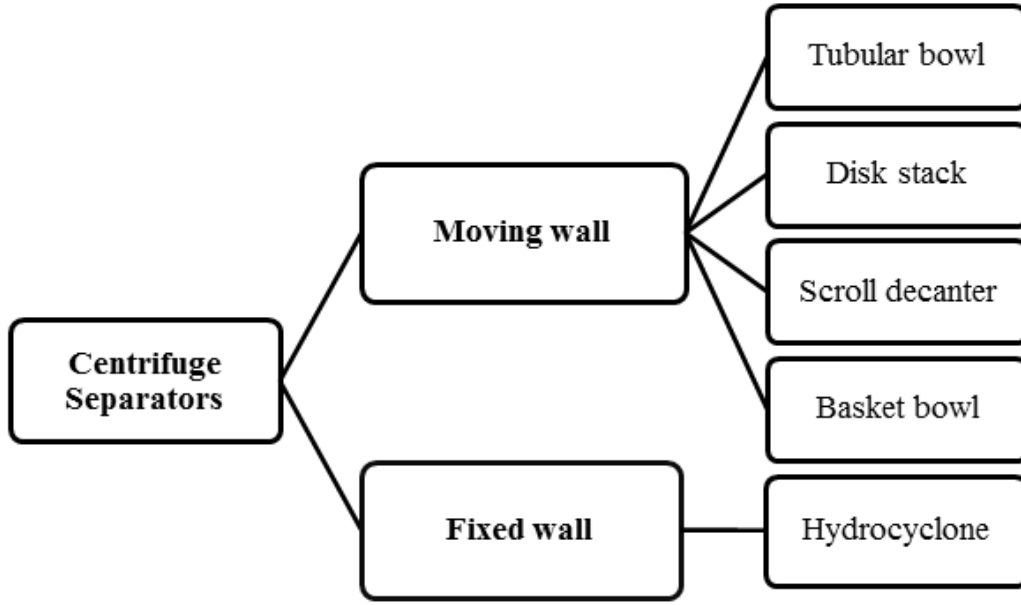 Centrifuge
Separators
Moving wall
Fixed wall
Tubular bowl
Disk stack
Scroll decanter
Basket bowl
Hydrocyclone